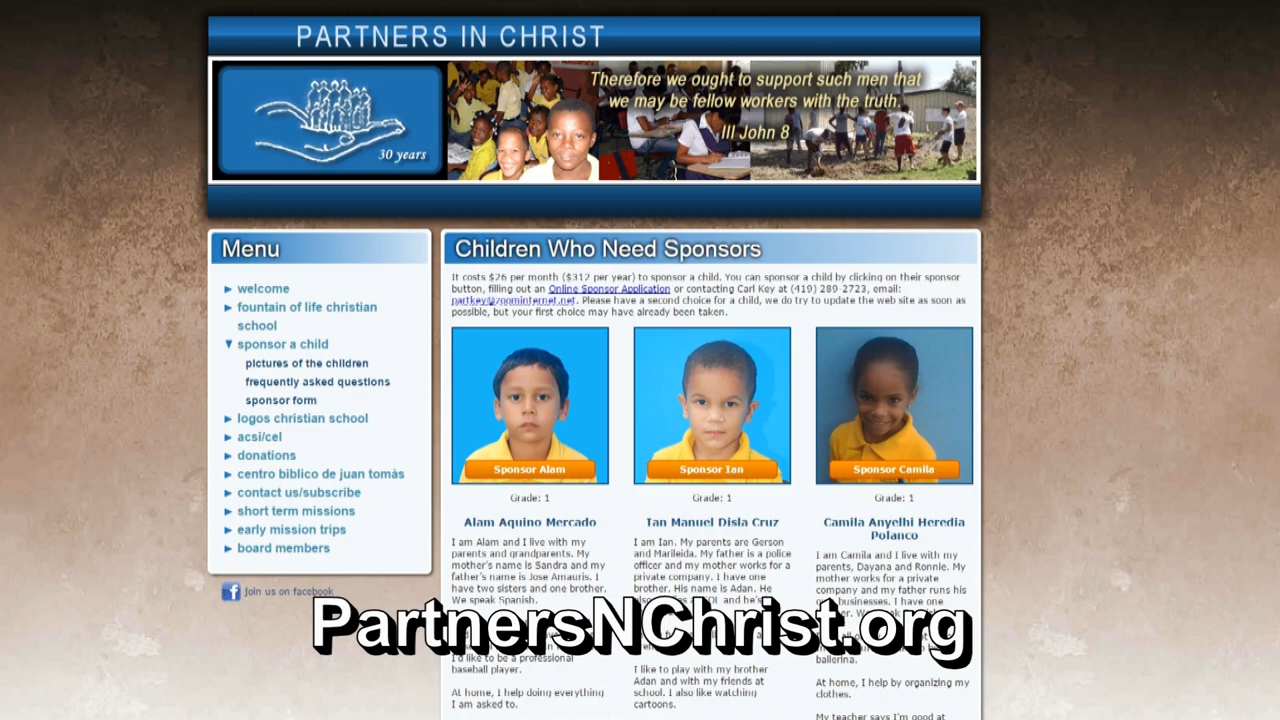 PARTNERS IN CHRIST
Therefore we ought to support such men that
we may be fellow workers with the truth.
III John 8
30 years
Menu
welcome
fountain of life christian
school
sponsor a child
pictures of the children
frequently asked questions
sponsor form
logos christian school
acsi/cel
donations
centro biblico de juan tomás
contact us/subscribe
short term missions
early mission trips
board members
Join us on facebook
Children Who Need Sponsors
It costs $26 per month ($312 per year) to sponsor a child. You can sponsor a child by clicking on their sponsor
button, filling out an Online Sponsor Application or contacting Carl Key at (419) 289-2723, email:
partkey@zoominternet.net. Please have a second choice for a child, we do try to update the web site as soon as
possible, but your first choice may have already been taken.
Sponsor Alam
Grade: 1
Alam Aquino Mercado
I am Alam and I live with my
parents and grandparents. My
mother's name is Sandra and my
father's name is Jose Amauris. I
have two sisters and one brother.
We speak Spanish.
I'd like to be a professional
baseball player.
At home, I help doing everything
I am asked to.
Sponsor Ian
Grade: 1
Ian Manuel Disla Cruz
I am Ian. My parents are Gerson
and Marileida. My father is a police
officer and my mother works for a
private company. I have one
brother. His name is Adan. He
and he's
I like to play with my brother
Adan and with my friends at
school. I also like watching
cartoons.
Sponsor Camila
Grade: 1
Camila Anyelhi Heredia
Polanco
I am Camila and I live with my
parents, Dayana and Ronnie. My
mother works for a private
company and my father runs his
businesses. I have one
ballerina.
At home, I help by organizing my
clothes.
My teacher says I'm good at
PartnersNChrist.org